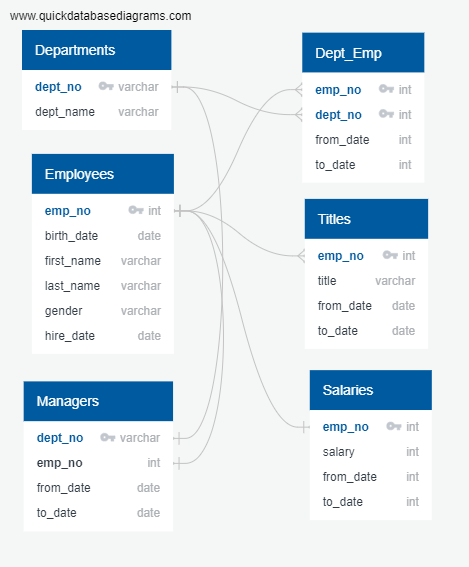 www.quickdatabasediagrams.com
Departments
dept_no varchar
dept_name varchar
Employees
emp_no int
birth_date date
first_name varchar
last_name varchar
gender varchar
hire_date date
Managers
dept_no varchar
emp_no int
from_date date
to_date date
Dept_Emp
emp_no int
dept_no int
from_date int
to_date int
Titles
emp_no int
title varchar
from_date date
to_date date
Salaries
emp_no int
salary int
from_date int
to_date int